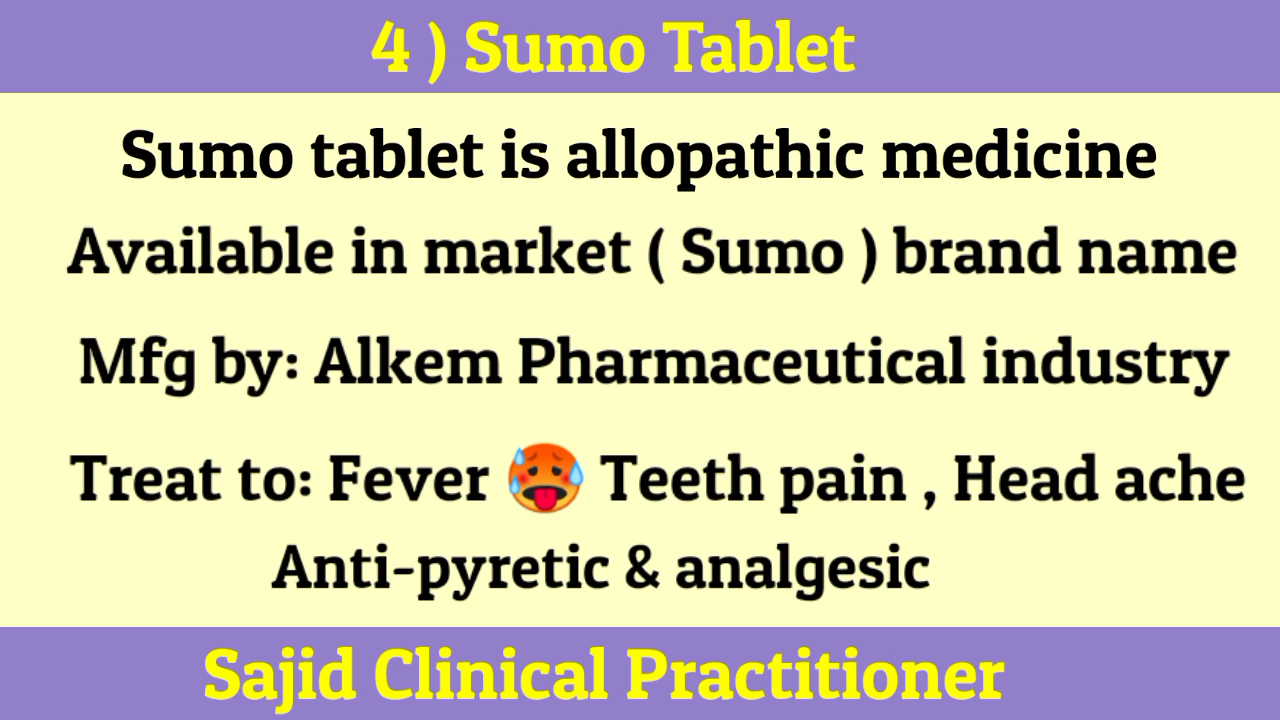 4 ) Sumo Tablet
Sumo tablet is allopathic medicine
Available in market ( Sumo ) brand name
Mfg by: Alkem Pharmaceutical industry
Treat to: Fever 🥵 Teeth pain , Head ache
Anti-pyretic & analgesic
Sajid Clinical Practitioner